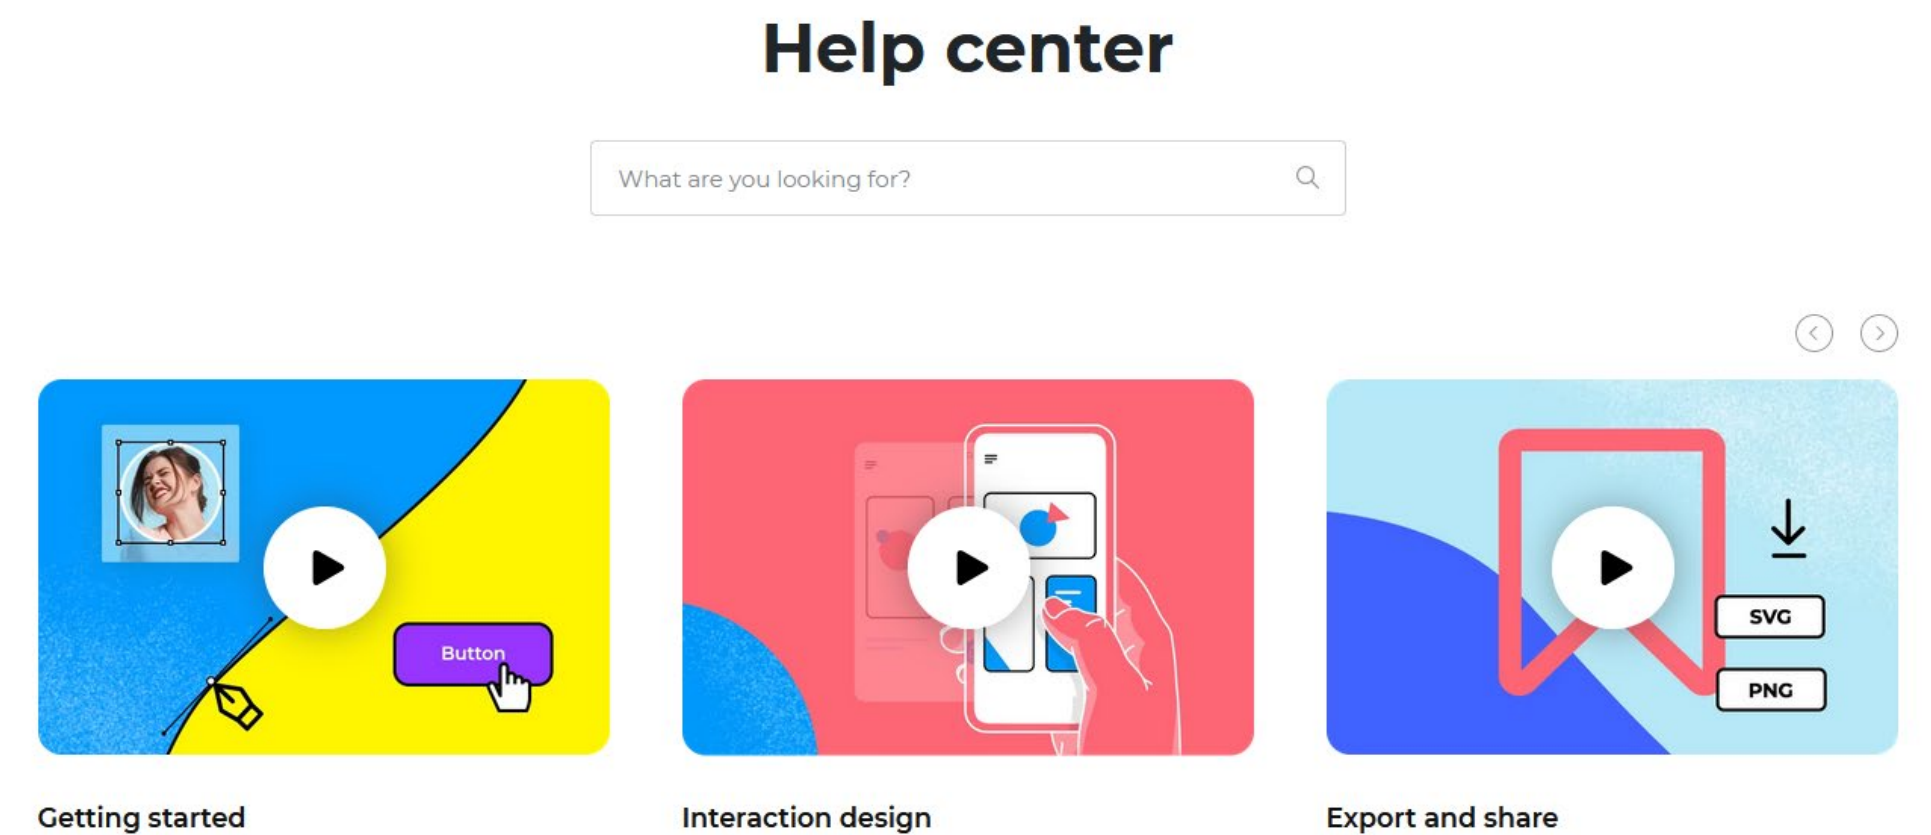 Help center
What are you looking for?
Button
SVG
PNG
Getting started
Interaction design
Export and share